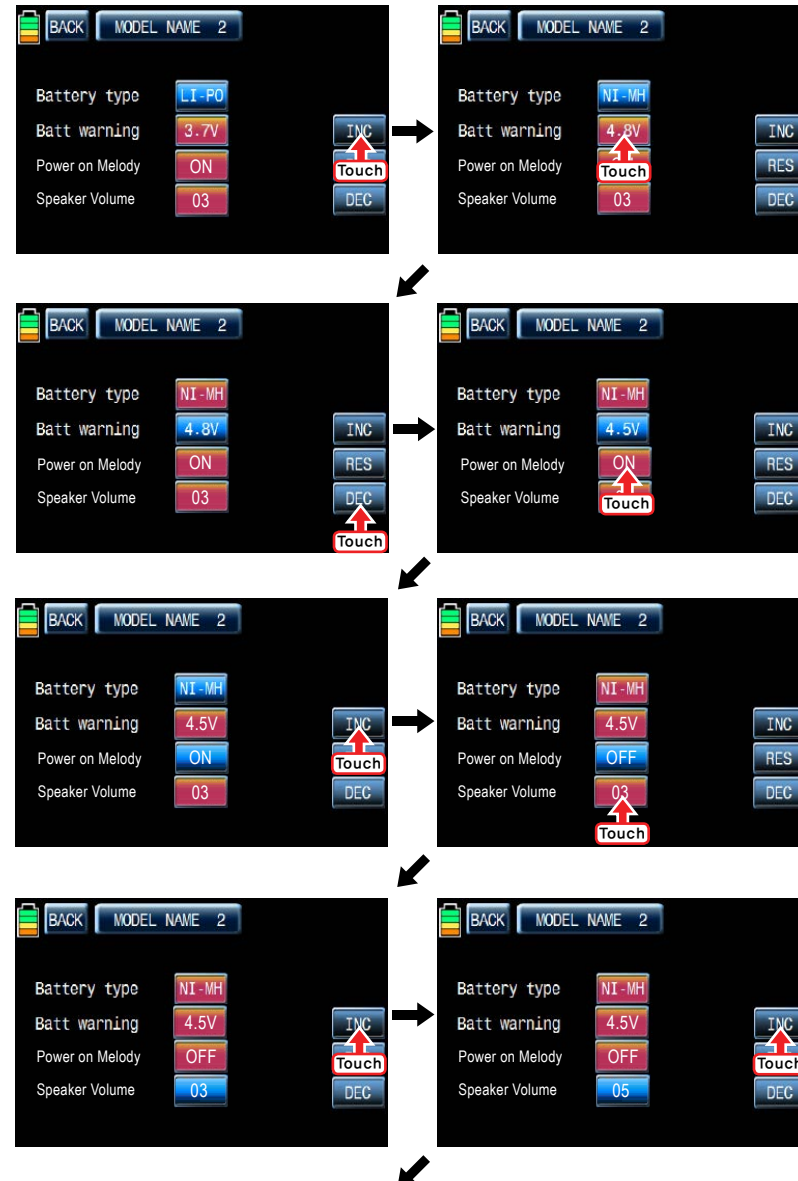 BACK MODEL NAME 2
Battery type LI-PO
Batt warning 3.7V INC
Power on Melody ON Touch
Speaker Volume 03 DEC
BACK MODEL NAME 2
Battery type NI-MH
Batt warning 4.8V INC
Power on Melody Touch RES
Speaker Volume 03 DEC
BACK MODEL NAME 2
Battery type NI-MH
Batt warning 4.8V INC
Power on Melody ON RES
Speaker Volume 03 DEC
Touch
BACK MODEL NAME 2
Battery type NI-MH
Batt warning 4.5V INC
Power on Melody ON RES
Speaker Volume Touch DEC
BACK MODEL NAME 2
Battery type NI-MH
Batt warning 4.5V INC
Power on Melody ON Touch
Speaker Volume 03 DEC
BACK MODEL NAME 2
Battery type NI-MH
Batt warning 4.5V INC
Power on Melody OFF RES
Speaker Volume 03 DEC
Touch
BACK MODEL NAME 2
Battery type NI-MH
Batt warning 4.5V INC
Power on Melody OFF Touch
Speaker Volume 03 DEC
BACK MODEL NAME 2
Battery type NI-MH
Batt warning 4.5V INC
Power on Melody OFF Touch
Speaker Volume 05 DEC